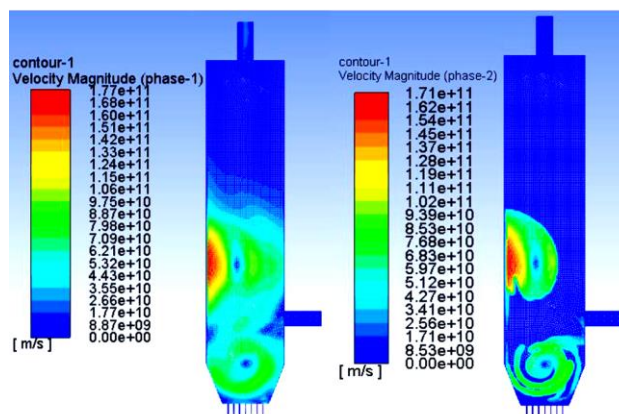 contour-1
Velocity Magnitude (phase-1)
1.77e+11
1.68e+11
1.60e+11
1.51e+11
1.42e+11
1.33e+11
1.24e+11
1.15e+11
1.06e+11
9.75e+10
8.87e+10
7.98e+10
7.09e+10
6.21e+10
5.32e+10
4.43e+10
3.55e+10
2.66e+10
1.77e+10
8.87e+09
0.00e+00
[ m/s ]
contour-1
Velocity Magnitude (phase-2)
1.71e+11
1.62e+11
1.54e+11
1.45e+11
1.37e+11
1.28e+11
1.19e+11
1.11e+11
1.02e+11
9.39e+10
8.53e+10
7.68e+10
6.83e+10
5.97e+10
5.12e+10
4.27e+10
3.41e+10
2.56e+10
1.71e+10
8.53e+09
0.00e+00
[ m/s ]